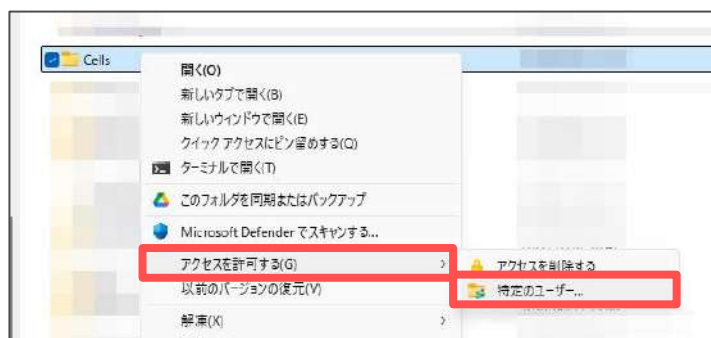 Cells
開く(O)
新しいタブで開く(B)
新しいウィンドウで開く(E)
クイック アクセスにピン留めする(Q)
ターミナルで開く(T)
このフォルダを同期またはバックアップ
Microsoft Defender でスキャンする...
アクセスを許可する(G)
アクセスを削除する
以前のバージョンの復元(V)
特定のユーザー...
解凍(X)